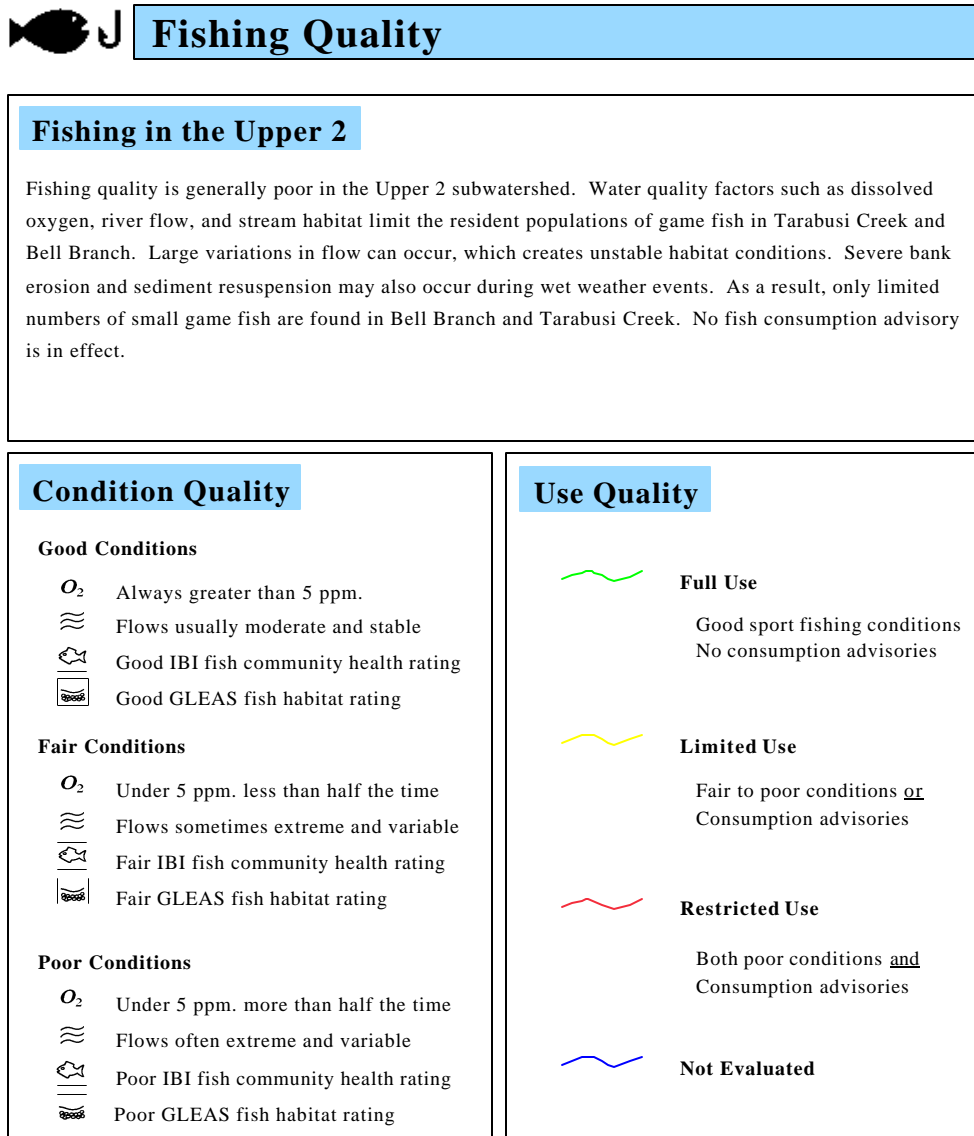 Fishing Quality
Fishing in the Upper 2
Fishing quality is generally poor in the Upper 2 subwatershed. Water quality factors such as dissolved
oxygen, river flow, and stream habitat limit the resident populations of game fish in Tarabusi Creek and
Bell Branch. Large variations in flow can occur, which creates unstable habitat conditions. Severe bank
erosion and sediment resuspension may also occur during wet weather events. As a result, only limited
numbers of small game fish are found in Bell Branch and Tarabusi Creek. No fish consumption advisory
is in effect.
Condition Quality
Good Conditions
O₂ Always greater than 5 ppm.
Flows usually moderate and stable
Good IBI fish community health rating
Good GLEAS fish habitat rating
Fair Conditions
O₂ Under 5 ppm. less than half the time
Flows sometimes extreme and variable
Fair IBI fish community health rating
Fair GLEAS fish habitat rating
Poor Conditions
O₂ Under 5 ppm. more than half the time
Flows often extreme and variable
Poor IBI fish community health rating
Poor GLEAS fish habitat rating
Use Quality
Full Use
Good sport fishing conditions
No consumption advisories
Limited Use
Fair to poor conditions or
Consumption advisories
Restricted Use
Both poor conditions and
Consumption advisories
Not Evaluated